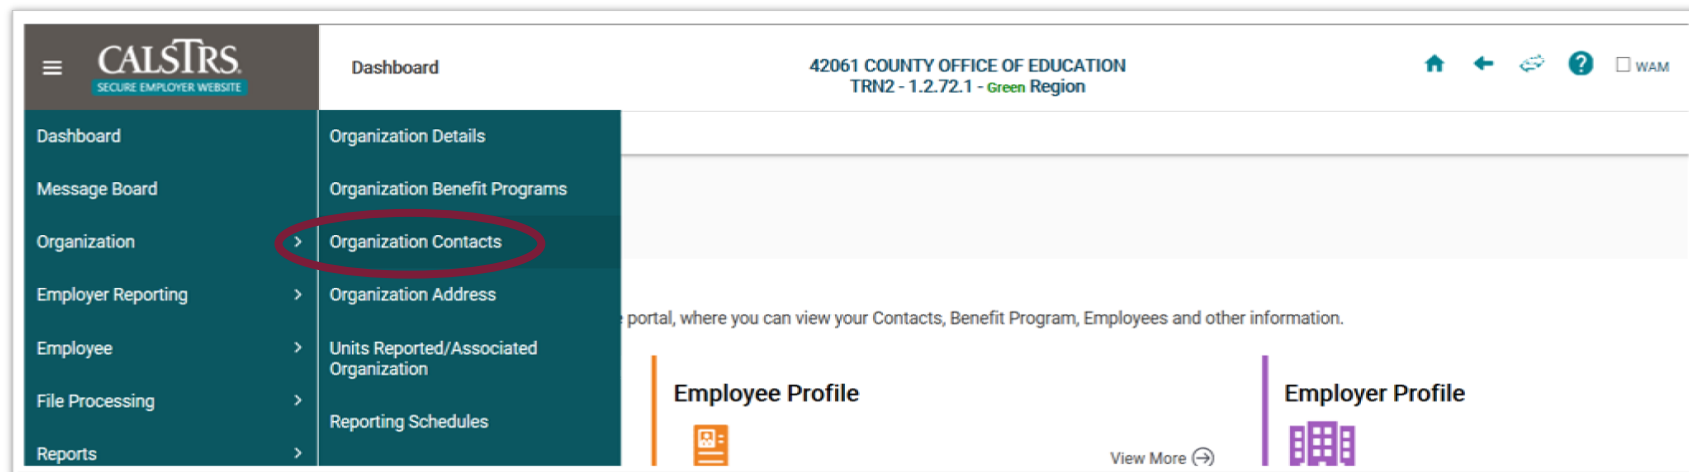 CALSTRS
SECURE EMPLOYER WEBSITE
Dashboard
42061 COUNTY OFFICE OF EDUCATION
TRN2 - 1.2.72.1 - Green Region
WAM
Dashboard
Message Board
Organization
Employer Reporting
Employee
File Processing
Reports
Organization Details
Organization Benefit Programs
Organization Contacts
Organization Address
Units Reported/Associated
Organization
Reporting Schedules
portal, where you can view your Contacts, Benefit Program, Employees and other information.
Employee Profile
View More
Employer Profile